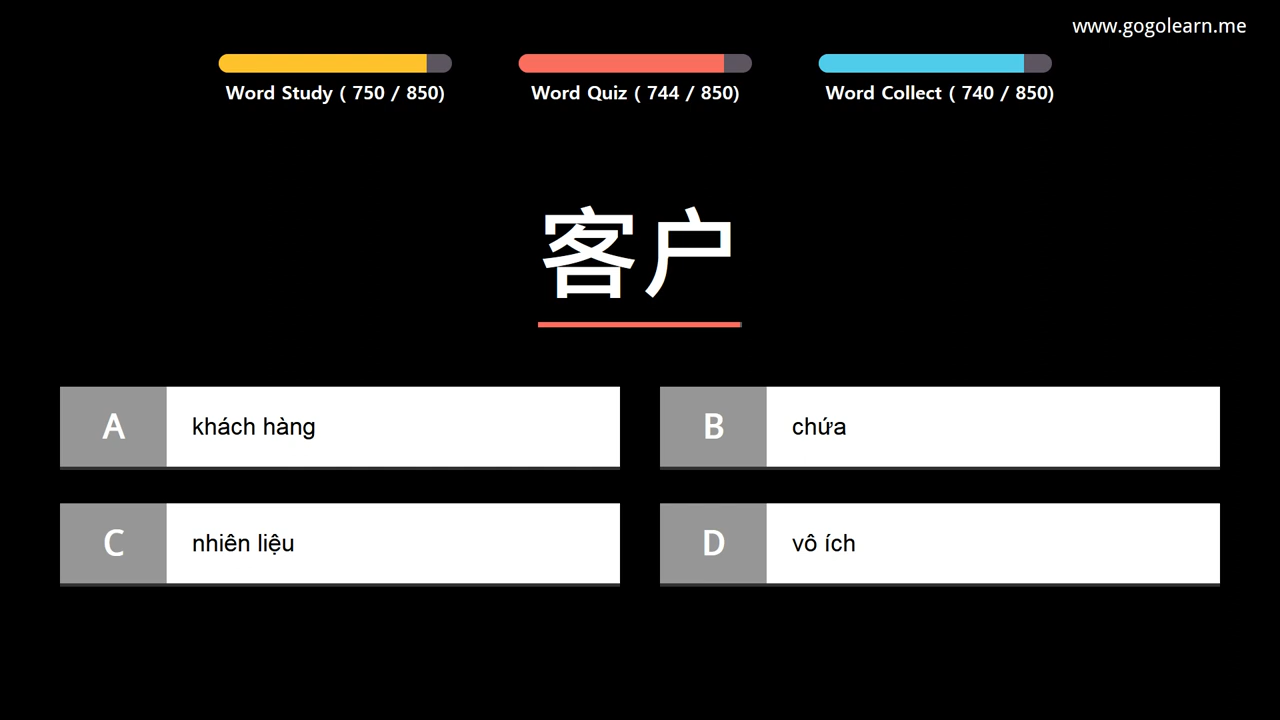 www.gogolearn.me
Word Study ( 750 / 850)
Word Quiz ( 744 / 850)
Word Collect ( 740 / 850)
客户
A
khách hàng
B
chứa
C
nhiên liệu
D
vô ích